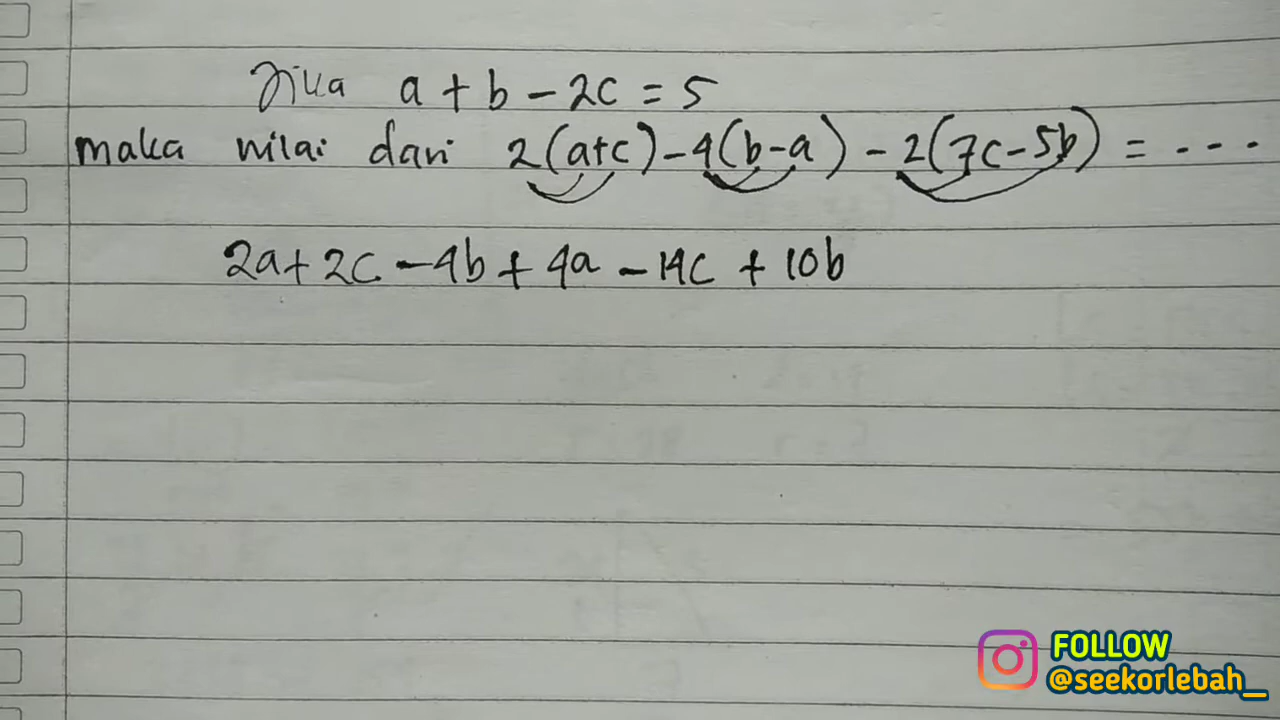 Jika a + b - 2c = 5
maka nilai dari 2(a+c) - 4(b-a) - 2(7c-5b) = ...
2a + 2c - 4b + 4a - 14c + 10b
FOLLOW
@seekorlebah_